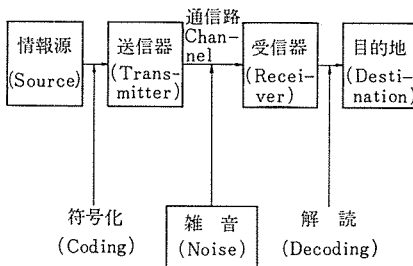 情報源
(Source)
送信器
(Trans-
mitter)
通信路
Chan-
nel
受信器
(Recei-
ver)
目的地
(Desti-
nation)
符号化
(Coding)
雑音
(Noise)
解読
(Decoding)